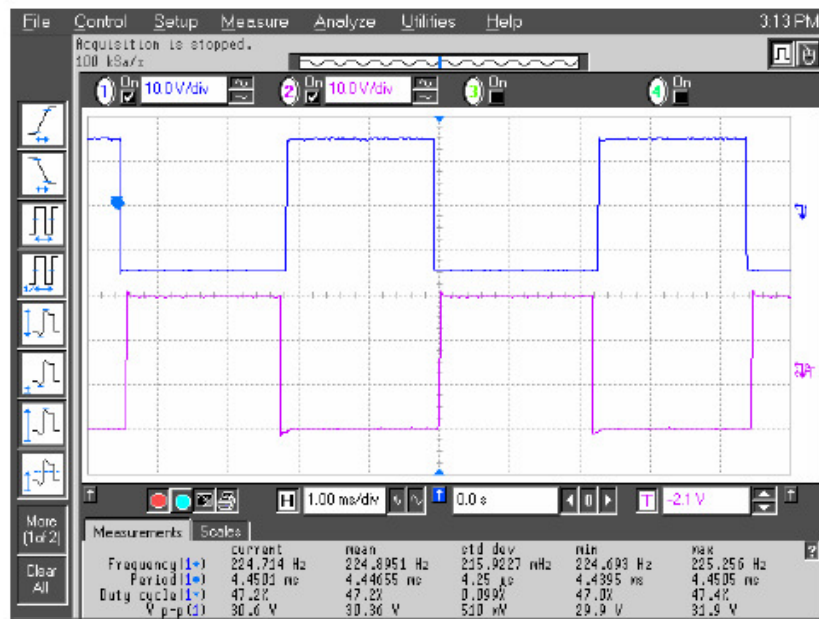 File Control Setup Measure Analyze Utilities Help 3:13 PM
Acquisition is stopped.
100 kSa/s
1 On 10.0 V/div 2 On 10.0 V/div 3 On 4 On
More
(1of 2)
Clear
All
H 1.00 ms/div 0.0 s 0 T -2.1 V
Measurements Scales
current mean std dev min max
Frequency(1) 224.714 Hz 224.8951 Hz 215.9227 mHz 224.693 Hz 225.256 Hz
Period(1) 4.4501 ms 4.44655 ms 4.25 µs 4.4395 ms 4.4505 ms
Duty cycle(1) 47.2% 47.2% 0.099% 47.0% 47.4%
V p-p(1) 30.6 V 30.36 V 510 mV 29.9 V 31.9 V
?